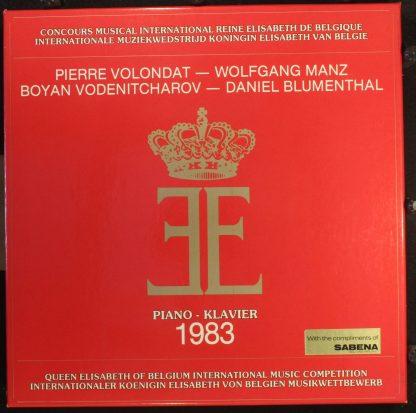 CONCOURS MUSICAL INTERNATIONAL REINE ELISABETH DE BELGIQUE
INTERNATIONALE MUZIEKWEDSTRIJD KONINGIN ELISABETH VAN BELGIE
PIERRE VOLONDAT — WOLFGANG MANZ
BOYAN VODENITCHAROV — DANIEL BLUMENTHAL
EE
PIANO - KLAVIER
1983
With the compliments of
SABENA
QUEEN ELISABETH OF BELGIUM INTERNATIONAL MUSIC COMPETITION
INTERNATIONALER KOENIGIN ELISABETH VON BELGIEN MUSIKWETTBEWERB